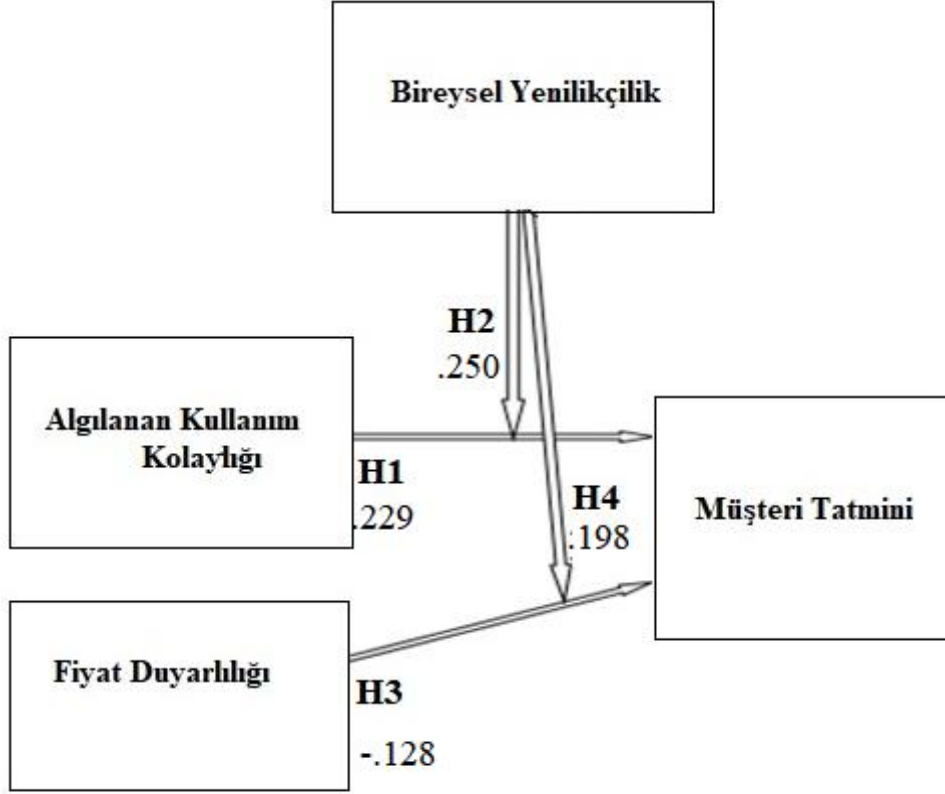 Bireysel Yenilikçilik
H2
.250
Algılanan Kullanım
Kolaylığı
H1
.229
H4
.198
Müşteri Tatmini
Fiyat Duyarlılığı
H3
-.128